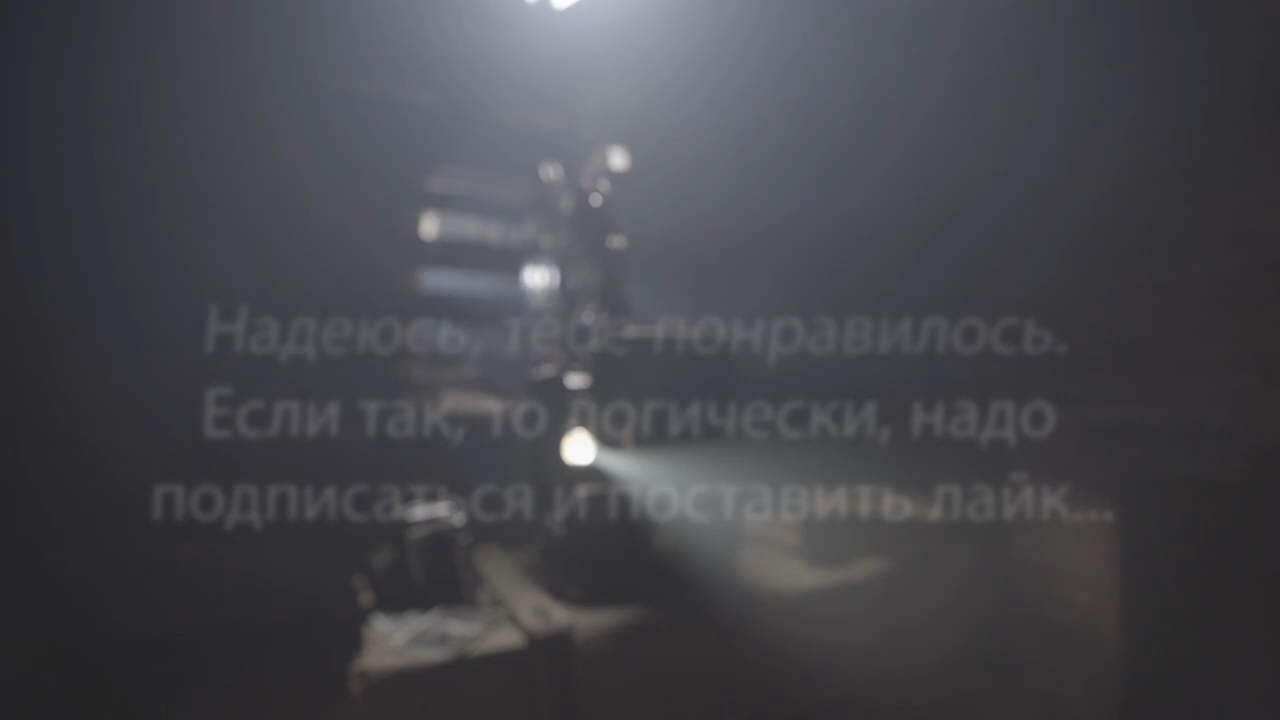 Надеюсь, тебе понравилось.
Если так, то логически, надо
подписаться и поставить лайк...